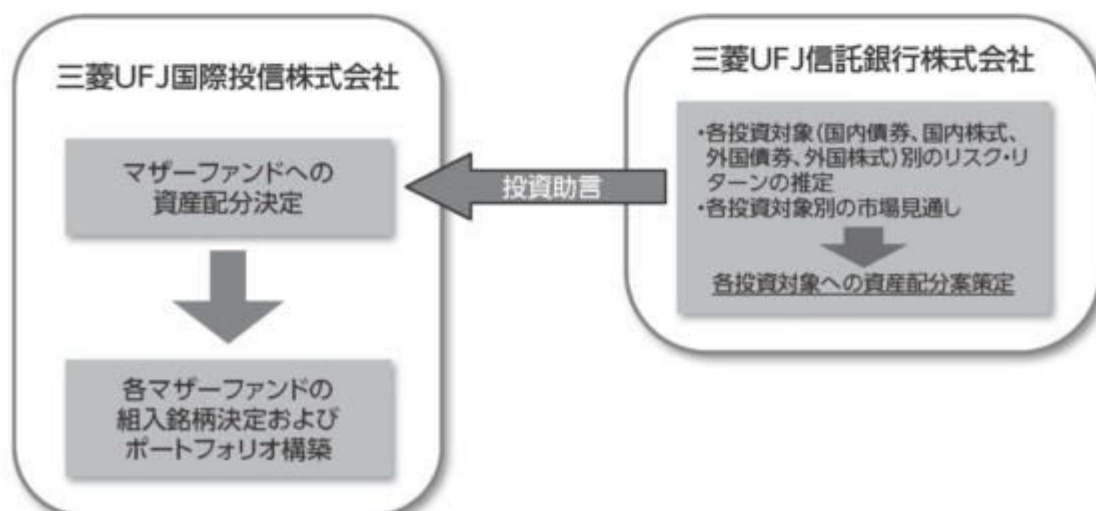 三菱UFJ国際投信株式会社
マザーファンドへの
資産配分決定
各マザーファンドの
組入銘柄決定および
ポートフォリオ構築
投資助言
三菱UFJ信託銀行株式会社
・各投資対象（国内債券、国内株式、
外国債券、外国株式）別のリスク・リ
ターンの推定
・各投資対象別の市場見通し
各投資対象への資産配分案策定